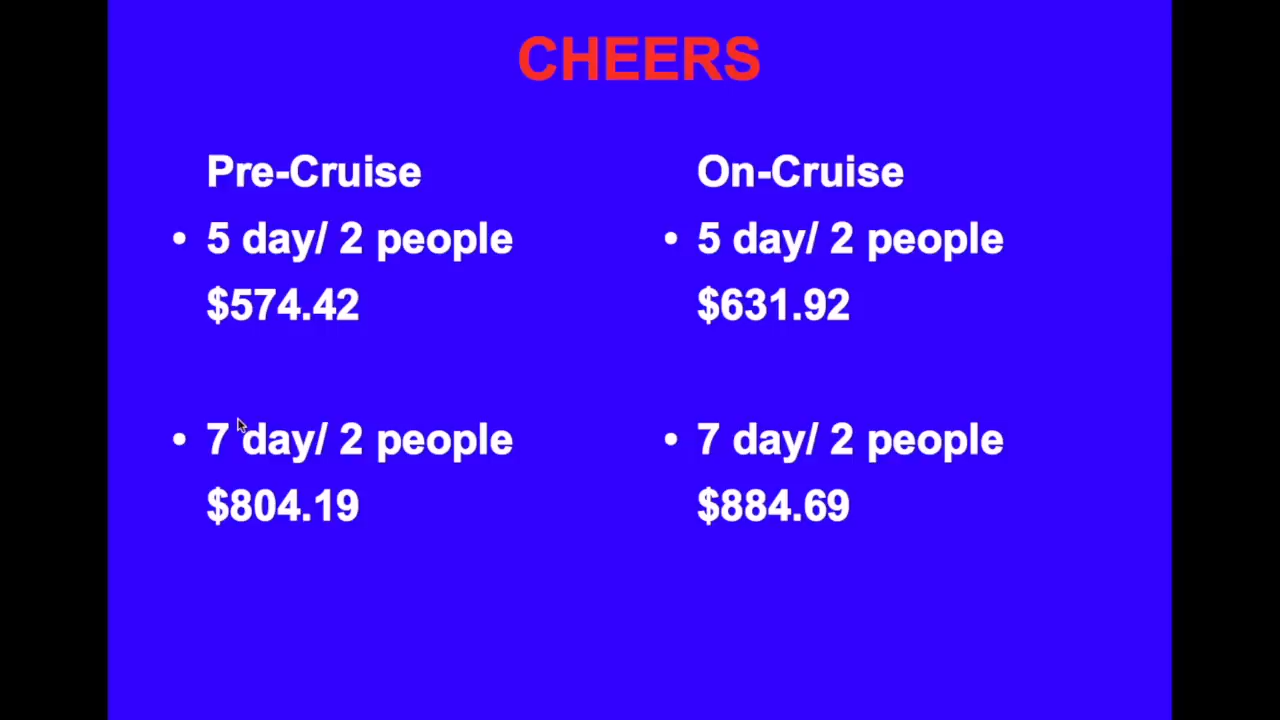 CHEERS
Pre-Cruise
• 5 day/ 2 people
$574.42
• 7 day/ 2 people
$804.19
On-Cruise
• 5 day/ 2 people
$631.92
• 7 day/ 2 people
$884.69